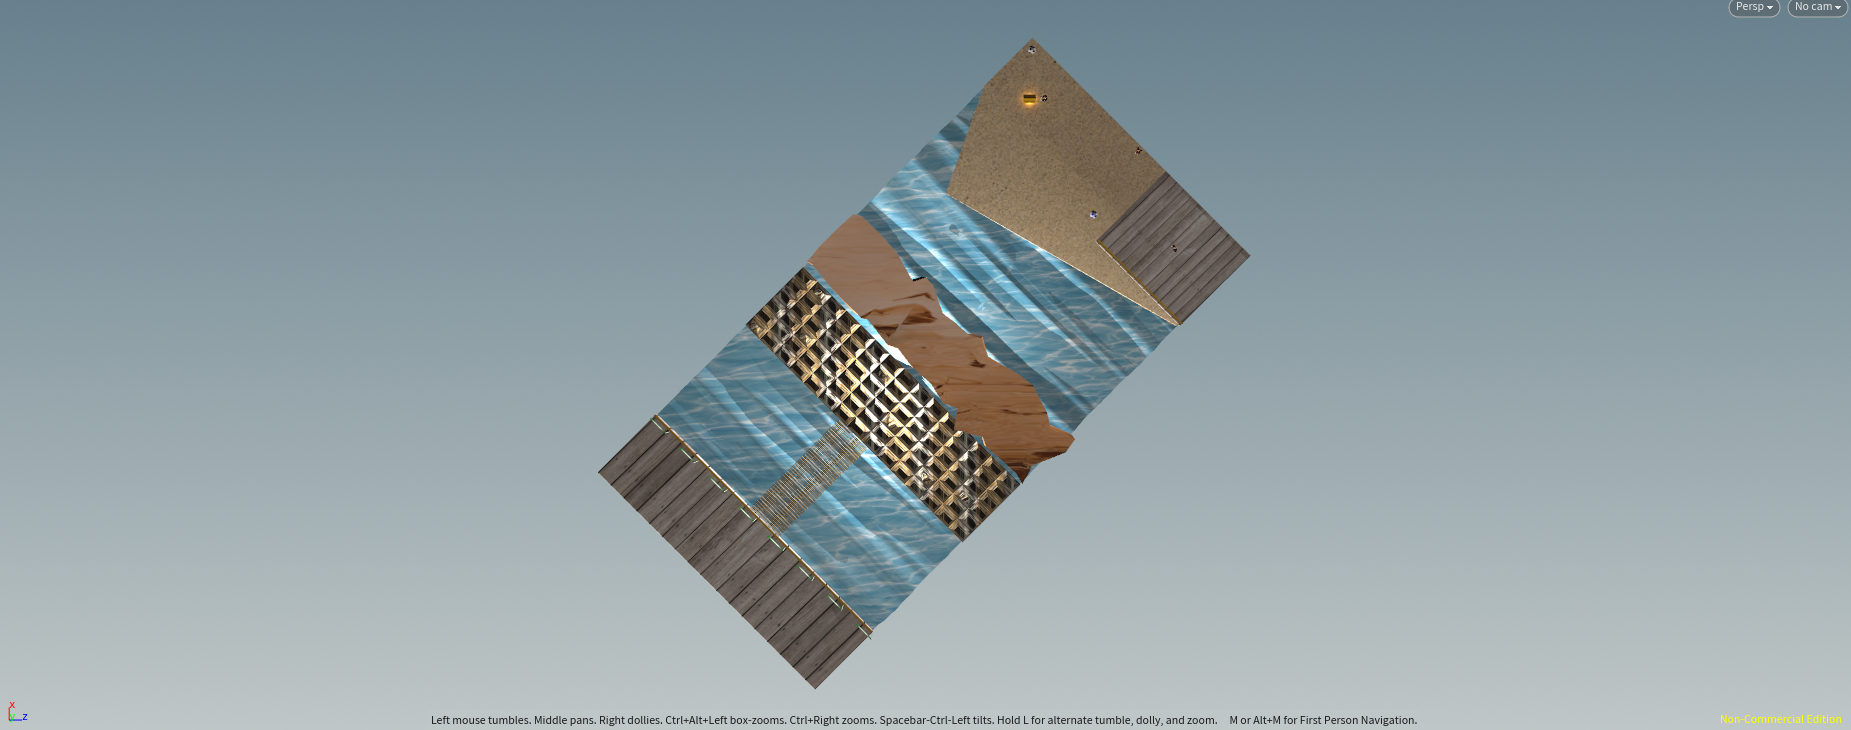 Persp No cam
X
Z
Left mouse tumbles. Middle pans. Right dollies. Ctrl+Alt+Left box-zooms. Ctrl+Right zooms. Spacebar-Ctrl-Left tilts. Hold L for alternate tumble, dolly, and zoom. M or Alt+M for First Person Navigation.
Non-Commercial Edition